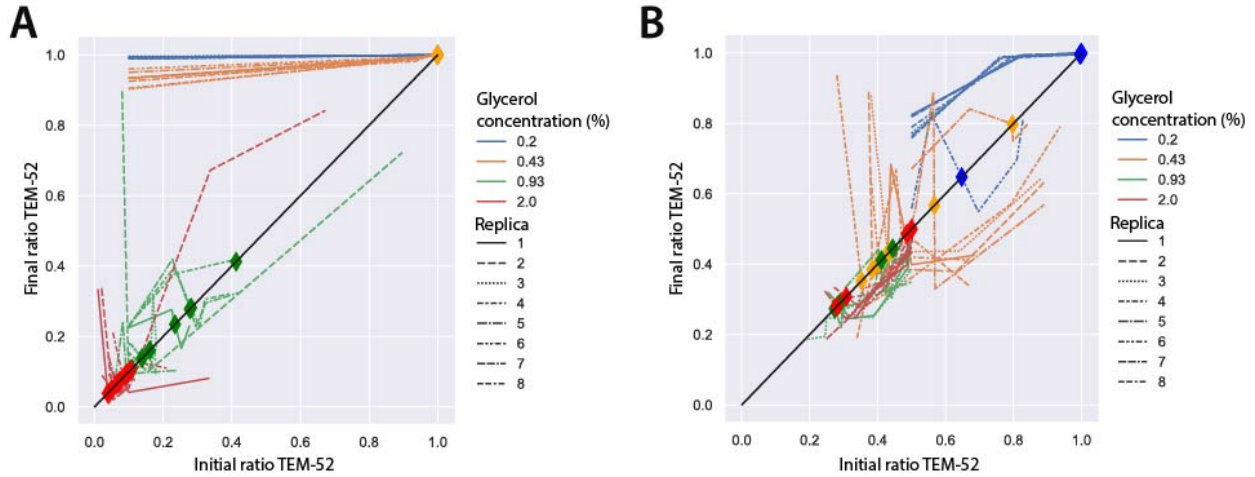 A
Final ratio TEM-52
1.0
0.8
0.6
0.4
0.2
0.0
0.0 0.2 0.4 0.6 0.8 1.0
Initial ratio TEM-52
Glycerol
concentration (%)
0.2
0.43
0.93
2.0
Replica
1
2
3
4
5
6
7
8
B
Final ratio TEM-52
1.0
0.8
0.6
0.4
0.2
0.0
0.0 0.2 0.4 0.6 0.8 1.0
Initial ratio TEM-52
Glycerol
concentration (%)
0.2
0.43
0.93
2.0
Replica
1
2
3
4
5
6
7
8